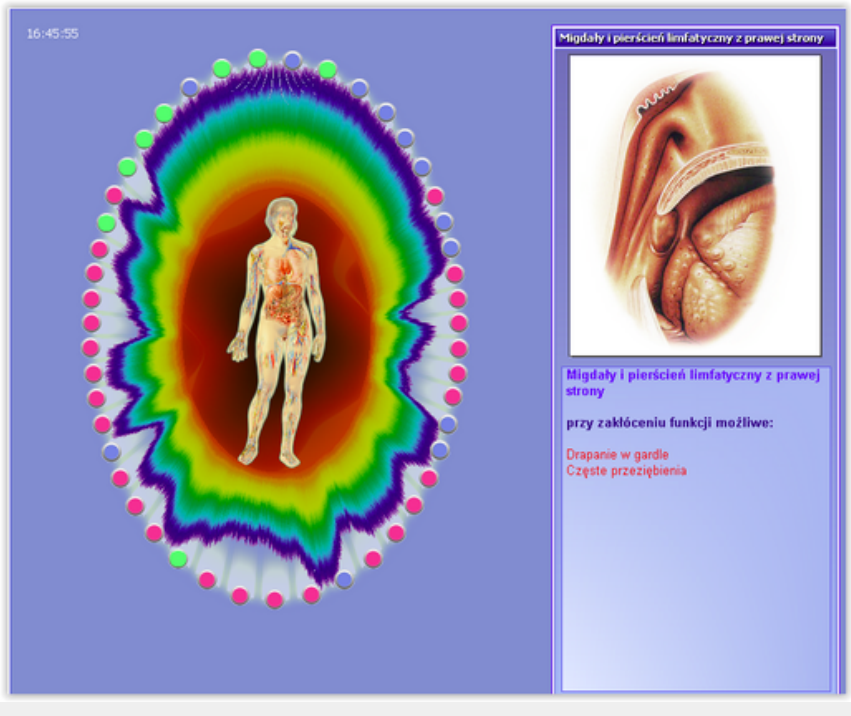 16:45:55
Migdały i pierścień limfatyczny z prawej strony
Migdały i pierścień limfatyczny z prawej
strony
przy zakłóceniu funkcji możliwe:
Drapanie w gardle
Częste przeziębienia